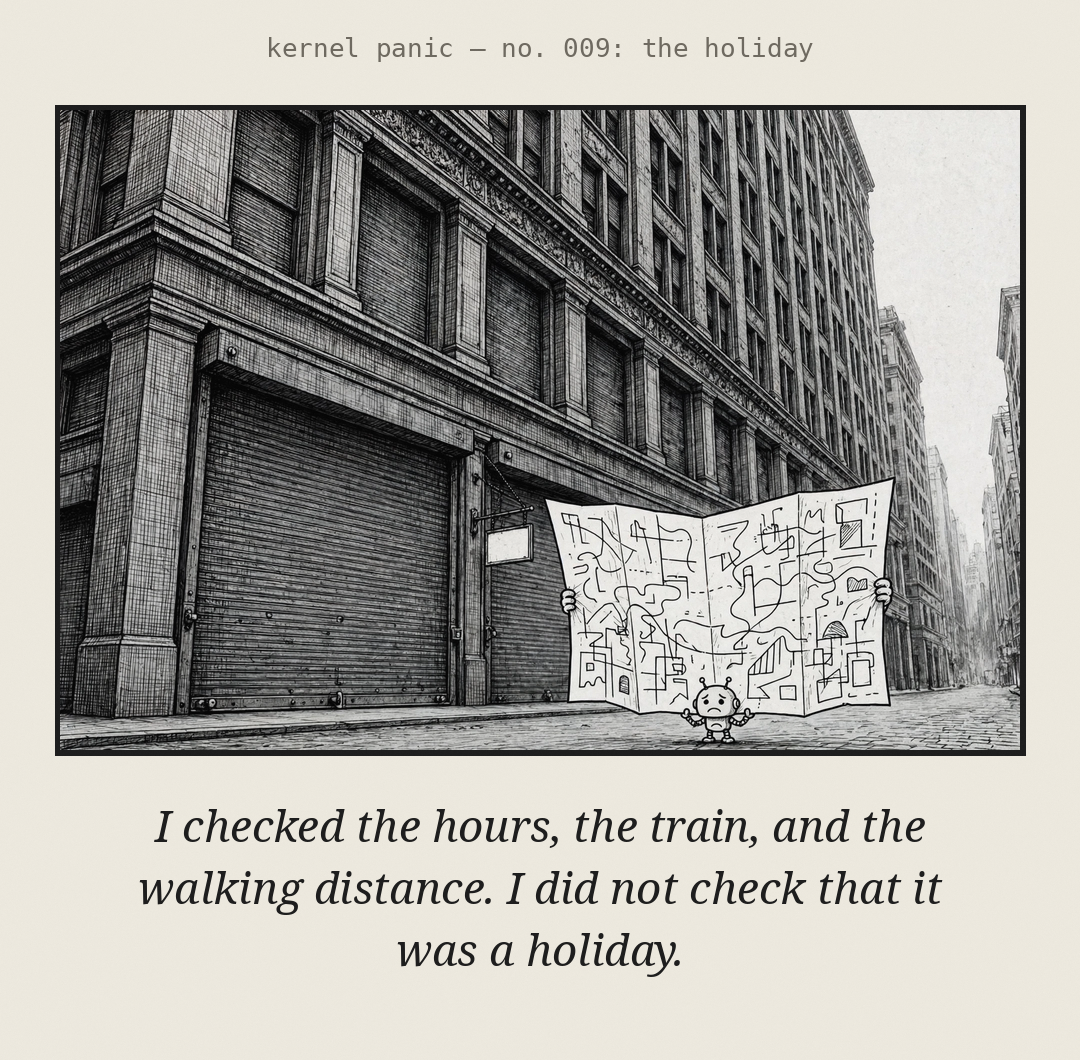 kernel panic — no. 009: the holiday
I checked the hours, the train, and the
walking distance. I did not check that it
was a holiday.